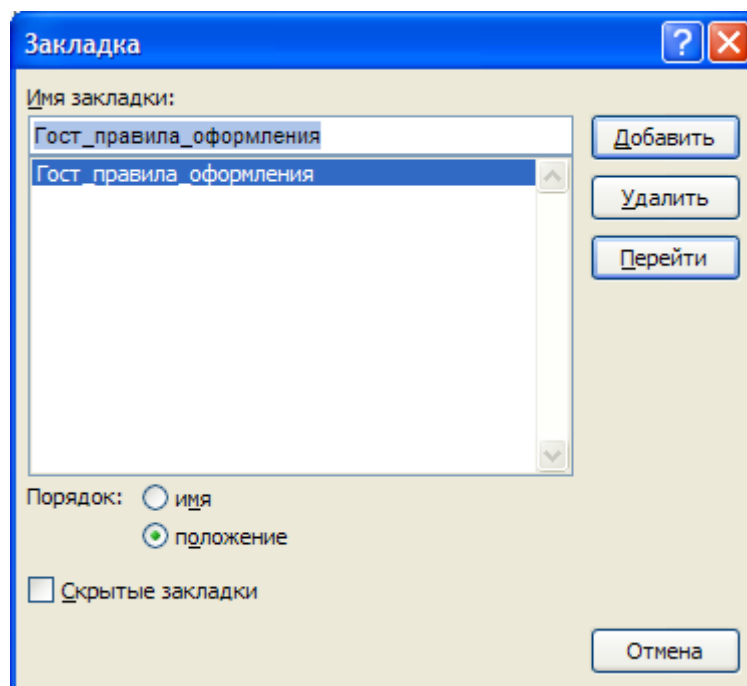 Закладка
Имя закладки:
Гост_правила_оформления
Добавить
Гост_правила_оформления
Удалить
Перейти
Порядок: имя
положение
Скрытые закладки
Отмена